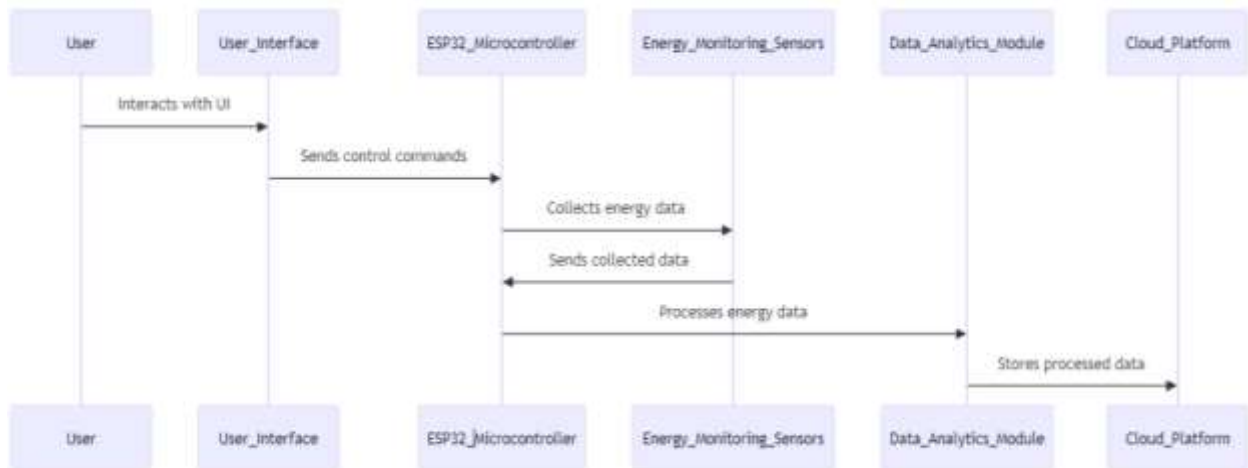 User
User_Interface
ESP32_Microcontroller
Energy_Monitoring_Sensors
Data_Analytics_Module
Cloud_Platform
Interacts with UI
Sends control commands
Collects energy data
Sends collected data
Processes energy data
Stores processed data
User
User_Interface
ESP32_Microcontroller
Energy_Monitoring_Sensors
Data_Analytics_Module
Cloud_Platform